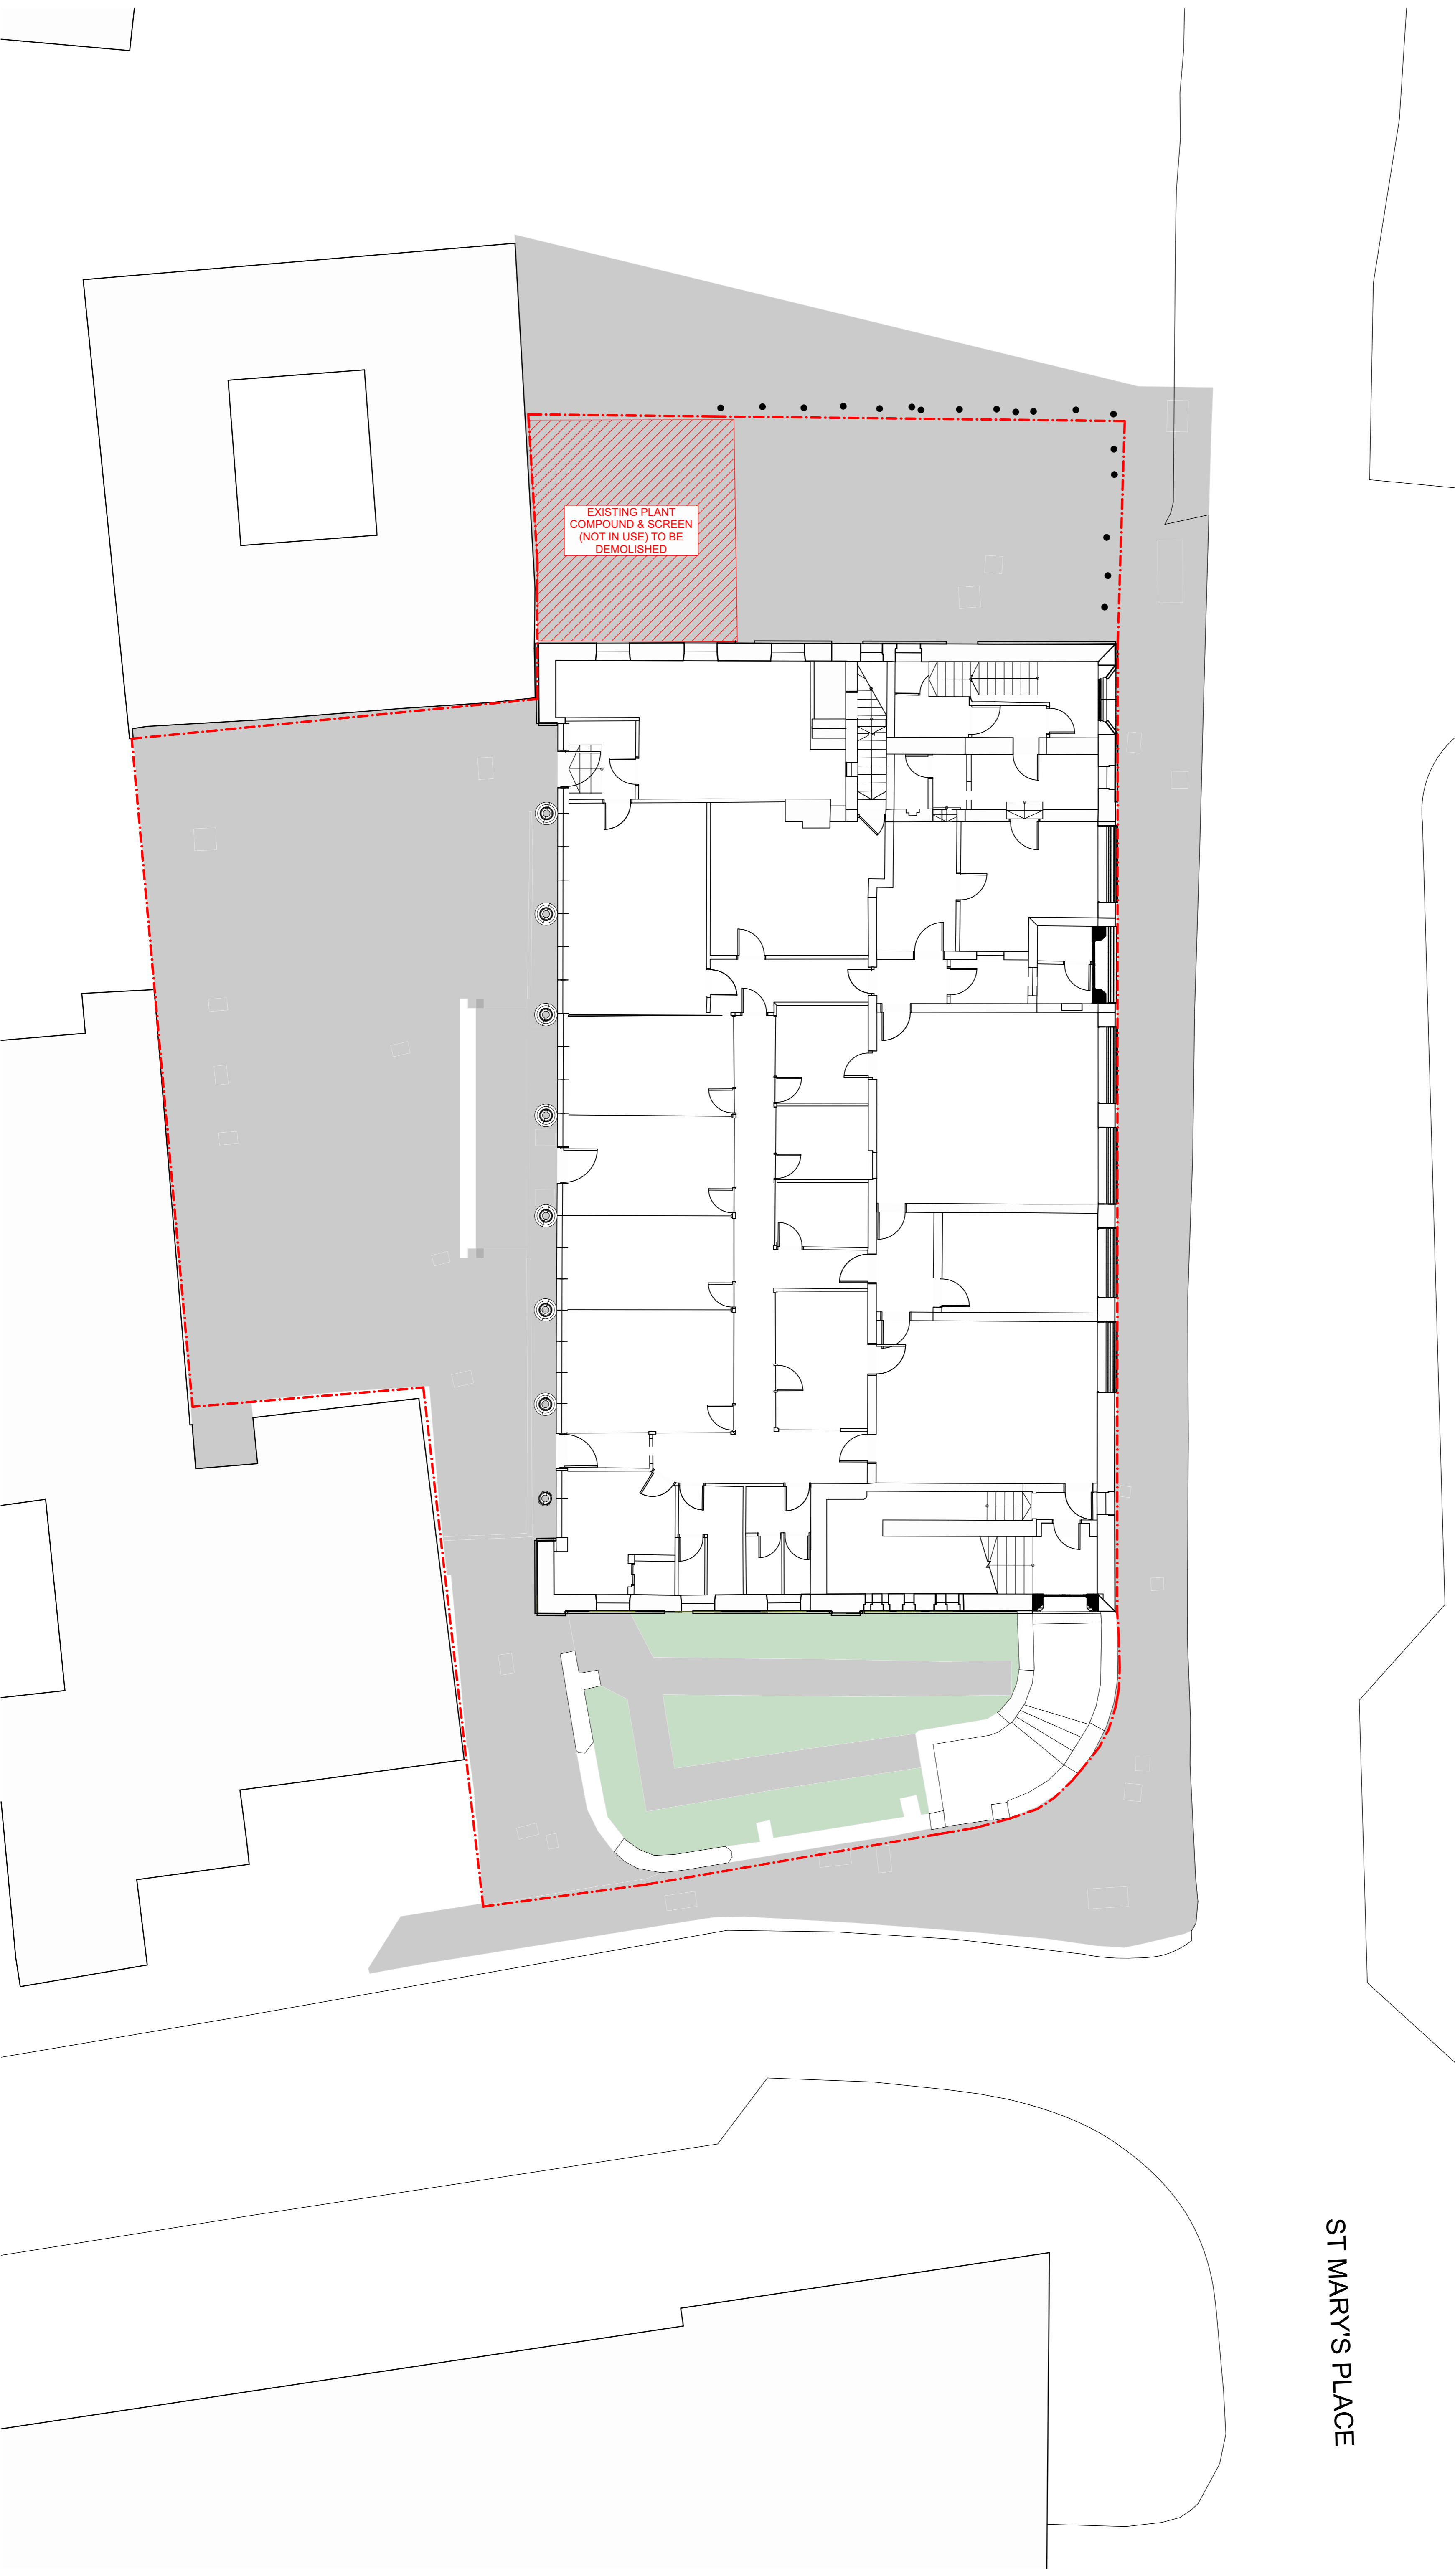 EXISTING PLANT
COMPOUND & SCREEN
(NOT IN USE) TO BE
DEMOLISHED
ST MARY'S PLACE